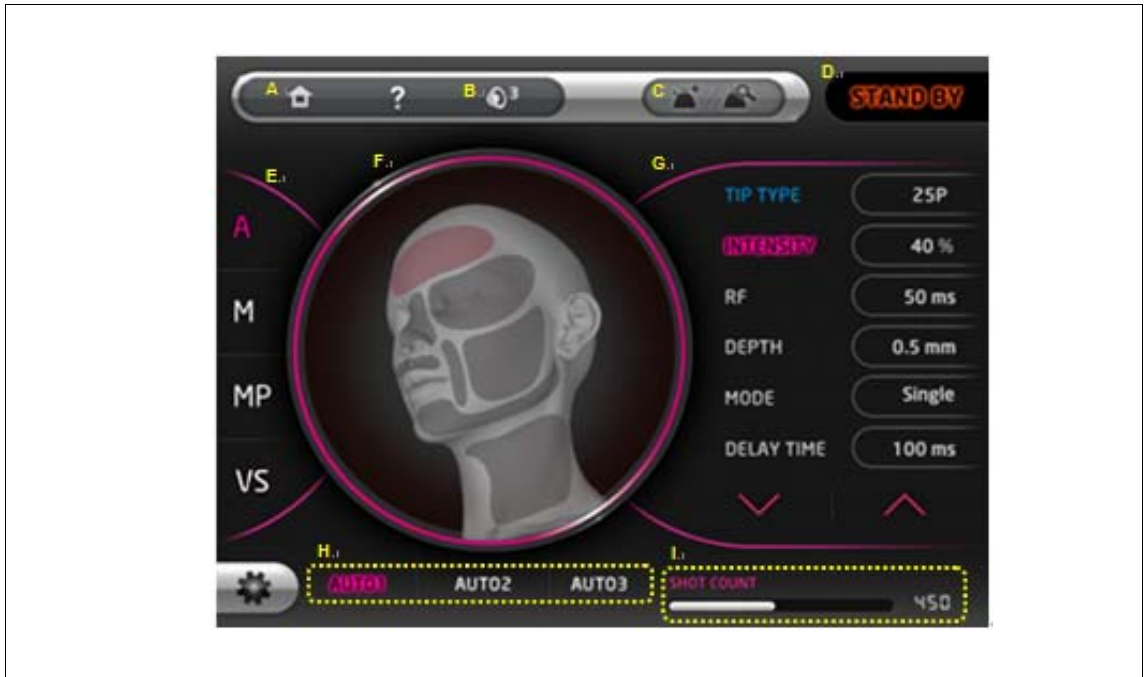 A ? B 3 C D STAND BY
E F G
TIP TYPE 25P
A INTENSITY 40 %
RF 50 ms
M
DEPTH 0.5 mm
MP MODE Single
DELAY TIME 100 ms
VS
H I
AUTO1 AUTO2 AUTO3 SHOT COUNT
450